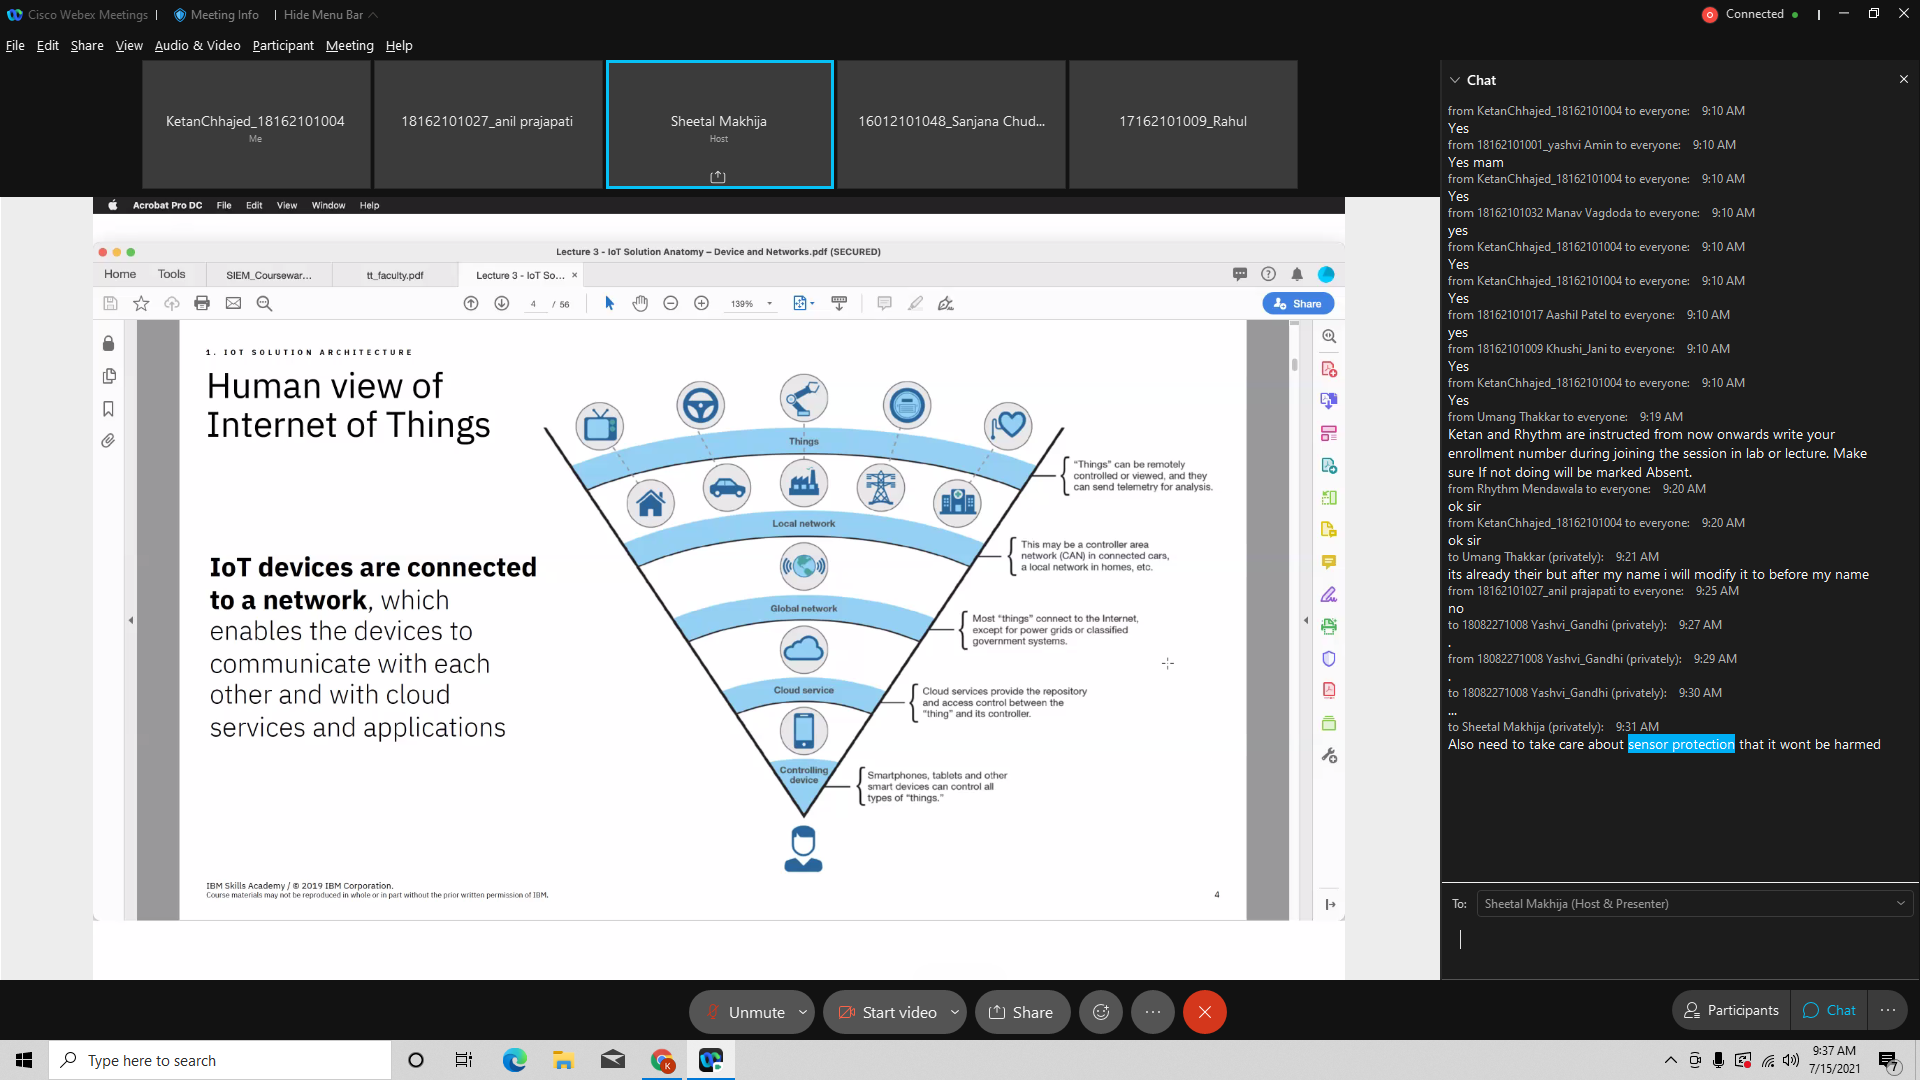 Cisco Webex Meetings | Meeting Info | Hide Menu Bar
Connected
File Edit Share View Audio & Video Participant Meeting Help
KetanChhajed_18162101004
Me
18162101027_anil prajapati
Sheetal Makhija
Host
16012101048_Sanjana Chud...
17162101009_Rahul
Acrobat Pro DC File Edit View Window Help
Lecture 3 - IoT Solution Anatomy – Device and Networks.pdf (SECURED)
Home Tools SIEM_Coursewar... tt_faculty.pdf Lecture 3 - IoT So... ×
4 / 56 139% Share
1. IOT SOLUTION ARCHITECTURE
Human view of
Internet of Things
IoT devices are connected
to a network, which
enables the devices to
communicate with each
other and with cloud
services and applications
Things
"Things" can be remotely
controlled or viewed, and they
can send telemetry for analysis.
Local network
This may be a controller area
network (CAN) in connected cars,
a local network in homes, etc.
Global network
Most "things" connect to the Internet,
except for power grids or classified
government systems.
Cloud service
Cloud services provide the repository
and access control between the
"thing" and its controller.
Controlling
device
Smartphones, tablets and other
smart devices can control all
types of "things."
IBM Skills Academy / © 2019 IBM Corporation.
Course materials may not be reproduced in whole or in part without the prior written permission of IBM.
4
Chat
from KetanChhajed_18162101004 to everyone: 9:10 AM
Yes
from 18162101001_yashvi Amin to everyone: 9:10 AM
Yes mam
from KetanChhajed_18162101004 to everyone: 9:10 AM
Yes
from 18162101032 Manav Vagdoda to everyone: 9:10 AM
yes
from KetanChhajed_18162101004 to everyone: 9:10 AM
Yes
from KetanChhajed_18162101004 to everyone: 9:10 AM
Yes
from 18162101017 Aashil Patel to everyone: 9:10 AM
yes
from 18162101009 Khushi_Jani to everyone: 9:10 AM
Yes
from KetanChhajed_18162101004 to everyone: 9:10 AM
Yes
from Umang Thakkar to everyone: 9:19 AM
Ketan and Rhythm are instructed from now onwards write your
enrollment number during joining the session in lab or lecture. Make
sure If not doing will be marked Absent.
from Rhythm Mendawala to everyone: 9:20 AM
ok sir
from KetanChhajed_18162101004 to everyone: 9:20 AM
ok sir
to Umang Thakkar (privately): 9:21 AM
its already their but after my name i will modify it to before my name
from 18162101027_anil prajapati to everyone: 9:25 AM
no
to 18082271008 Yashvi_Gandhi (privately): 9:27 AM
.
from 18082271008 Yashvi_Gandhi (privately): 9:29 AM
.
to 18082271008 Yashvi_Gandhi (privately): 9:30 AM
...
to Sheetal Makhija (privately): 9:31 AM
Also need to take care about sensor protection that it wont be harmed
To: Sheetal Makhija (Host & Presenter)
Unmute Start video Share
Participants Chat
Type here to search
K
9:37 AM
7/15/2021
7